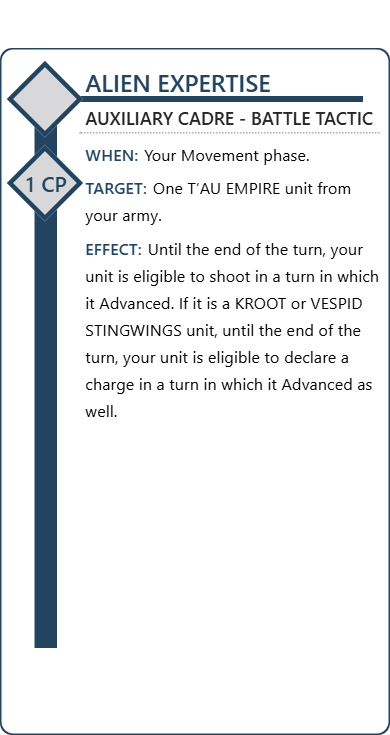 ALIEN EXPERTISE
AUXILIARY CADRE - BATTLE TACTIC
WHEN: Your Movement phase.
1 CP
TARGET: One T'AU EMPIRE unit from
your army.
EFFECT: Until the end of the turn, your
unit is eligible to shoot in a turn in which
it Advanced. If it is a KROOT or VESPID
STINGWINGS unit, until the end of the
turn, your unit is eligible to declare a
charge in a turn in which it Advanced as
well.